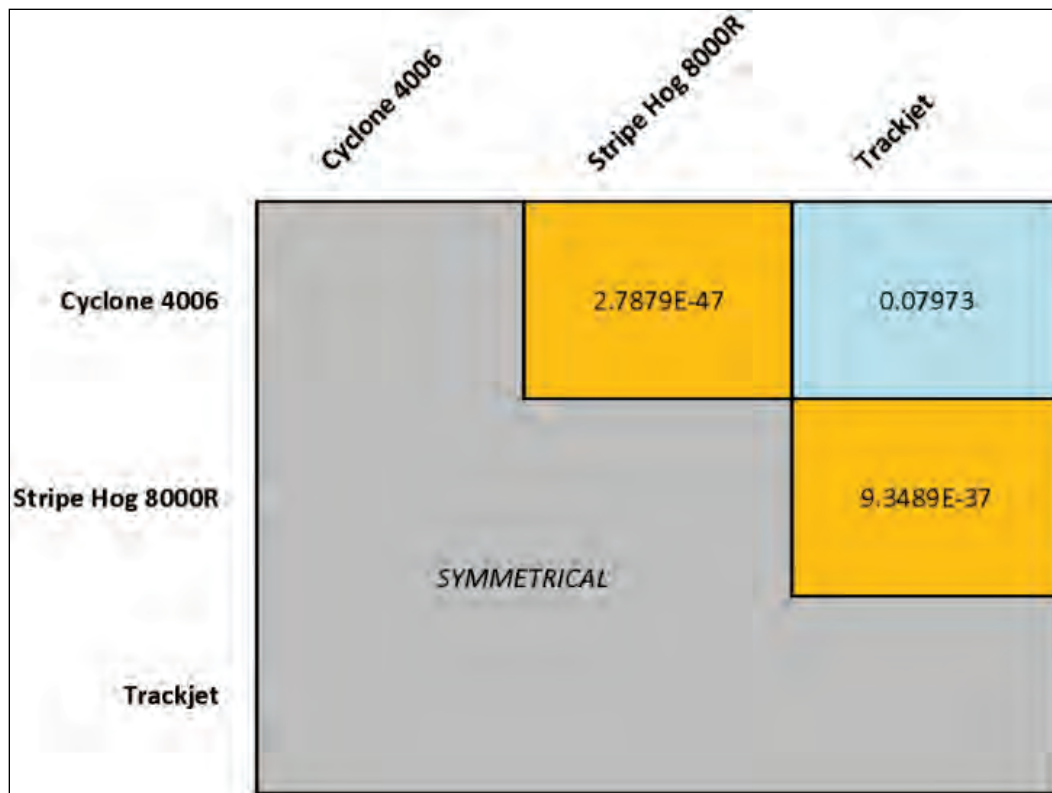 Cyclone 4006
Stripe Hog 8000R
Trackjet
Cyclone 4006
2.7879E-47
0.07973
Stripe Hog 8000R
9.3489E-37
SYMMETRICAL
Trackjet